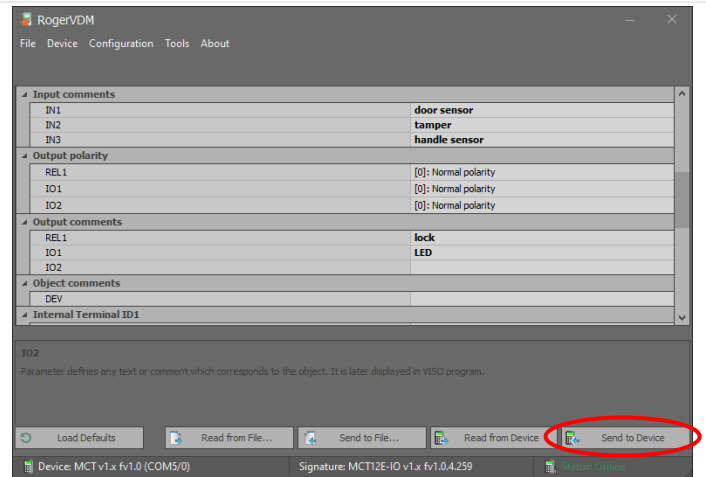 RogerVDM
File Device Configuration Tools About
Input comments
IN1 door sensor
IN2 tamper
IN3 handle sensor
Output polarity
REL1 [0]: Normal polarity
IO1 [0]: Normal polarity
IO2 [0]: Normal polarity
Output comments
REL1 lock
IO1 LED
IO2
Object comments
DEV
Internal Terminal ID1
IO2
Parameter defines any text or comment which corresponds to the object. It is later displayed in VISO program.
Load Defaults Read from File... Send to File... Read from Device Send to Device
Device: MCT v1.x fv1.0 (COM5/0) Signature: MCT12E-IO v1.x fv1.0.4.259 Status: Online